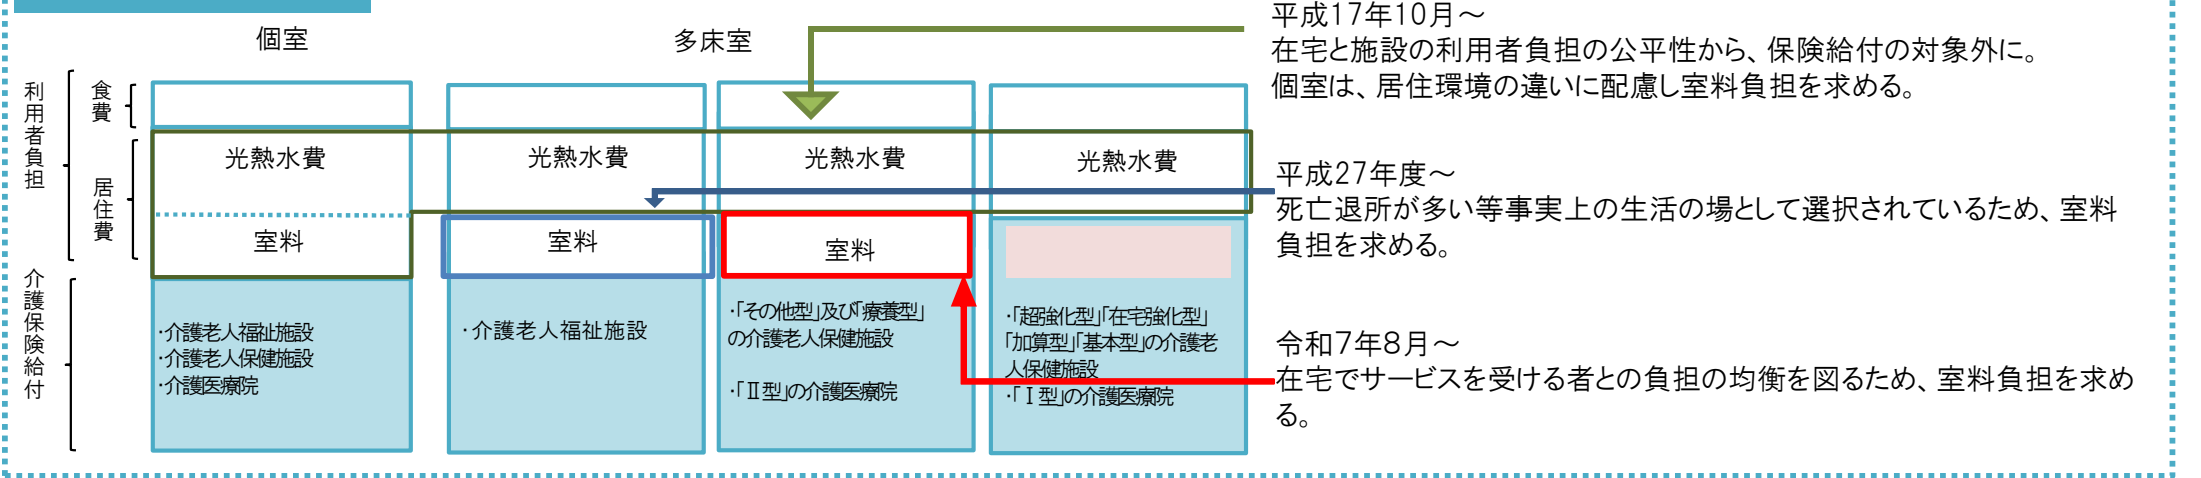 個室
多床室
平成17年10月～
在宅と施設の利用者負担の公平性から、保険給付の対象外に。
個室は、居住環境の違いに配慮し室料負担を求める。
利用者負担
食費
居住費
介護保険給付
光熱水費
光熱水費
光熱水費
光熱水費
室料
室料
室料
平成27年度～
死亡退所が多い等事実上の生活の場として選択されているため、室料
負担を求める。
・介護老人福祉施設
・介護老人保健施設
・介護医療院
・介護老人福祉施設
・「その他型」及び「療養型」
の介護老人保健施設
・「Ⅱ型」の介護医療院
・「超強化型」「在宅強化型」
「加算型」「基本型」の介護老
人保健施設
・「Ⅰ型」の介護医療院
令和7年8月～
在宅でサービスを受ける者との負担の均衡を図るため、室料負担を求め
る。